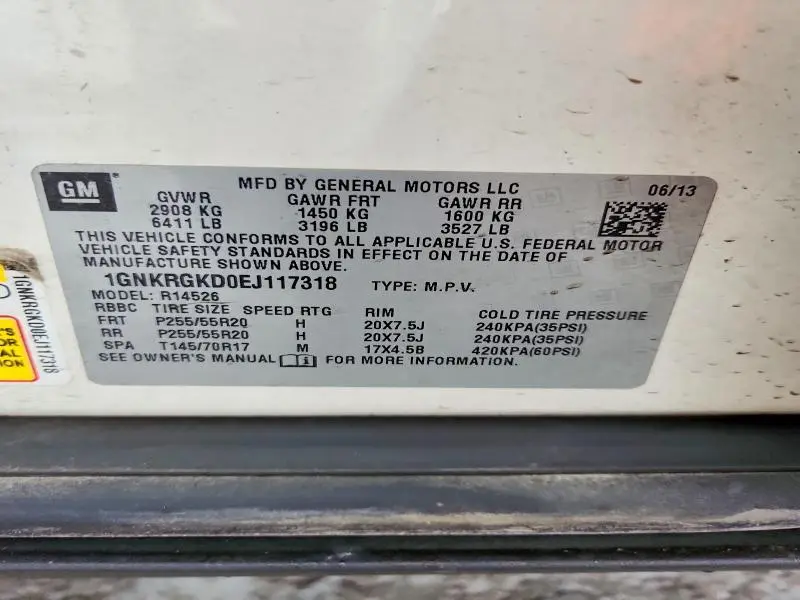 GM
MFD BY GENERAL MOTORS LLC
06/13
GVWR GAWR FRT GAWR RR
2908 KG 1450 KG 1600 KG
6411 LB 3196 LB 3527 LB
THIS VEHICLE CONFORMS TO ALL APPLICABLE U.S. FEDERAL MOTOR
VEHICLE SAFETY STANDARDS IN EFFECT ON THE DATE OF
MANUFACTURE SHOWN ABOVE.
1GNKRGKD0EJ117318 TYPE: M.P.V.
MODEL: R14526
RBBC TIRE SIZE SPEED RTG RIM COLD TIRE PRESSURE
FRT P255/55R20 H 20X7.5J 240KPA(35PSI)
RR P255/55R20 H 20X7.5J 240KPA(35PSI)
SPA T145/70R17 M 17X4.5B 420KPA(60PSI)
SEE OWNER'S MANUAL FOR MORE INFORMATION.
1GNKRGKD0EJ117318